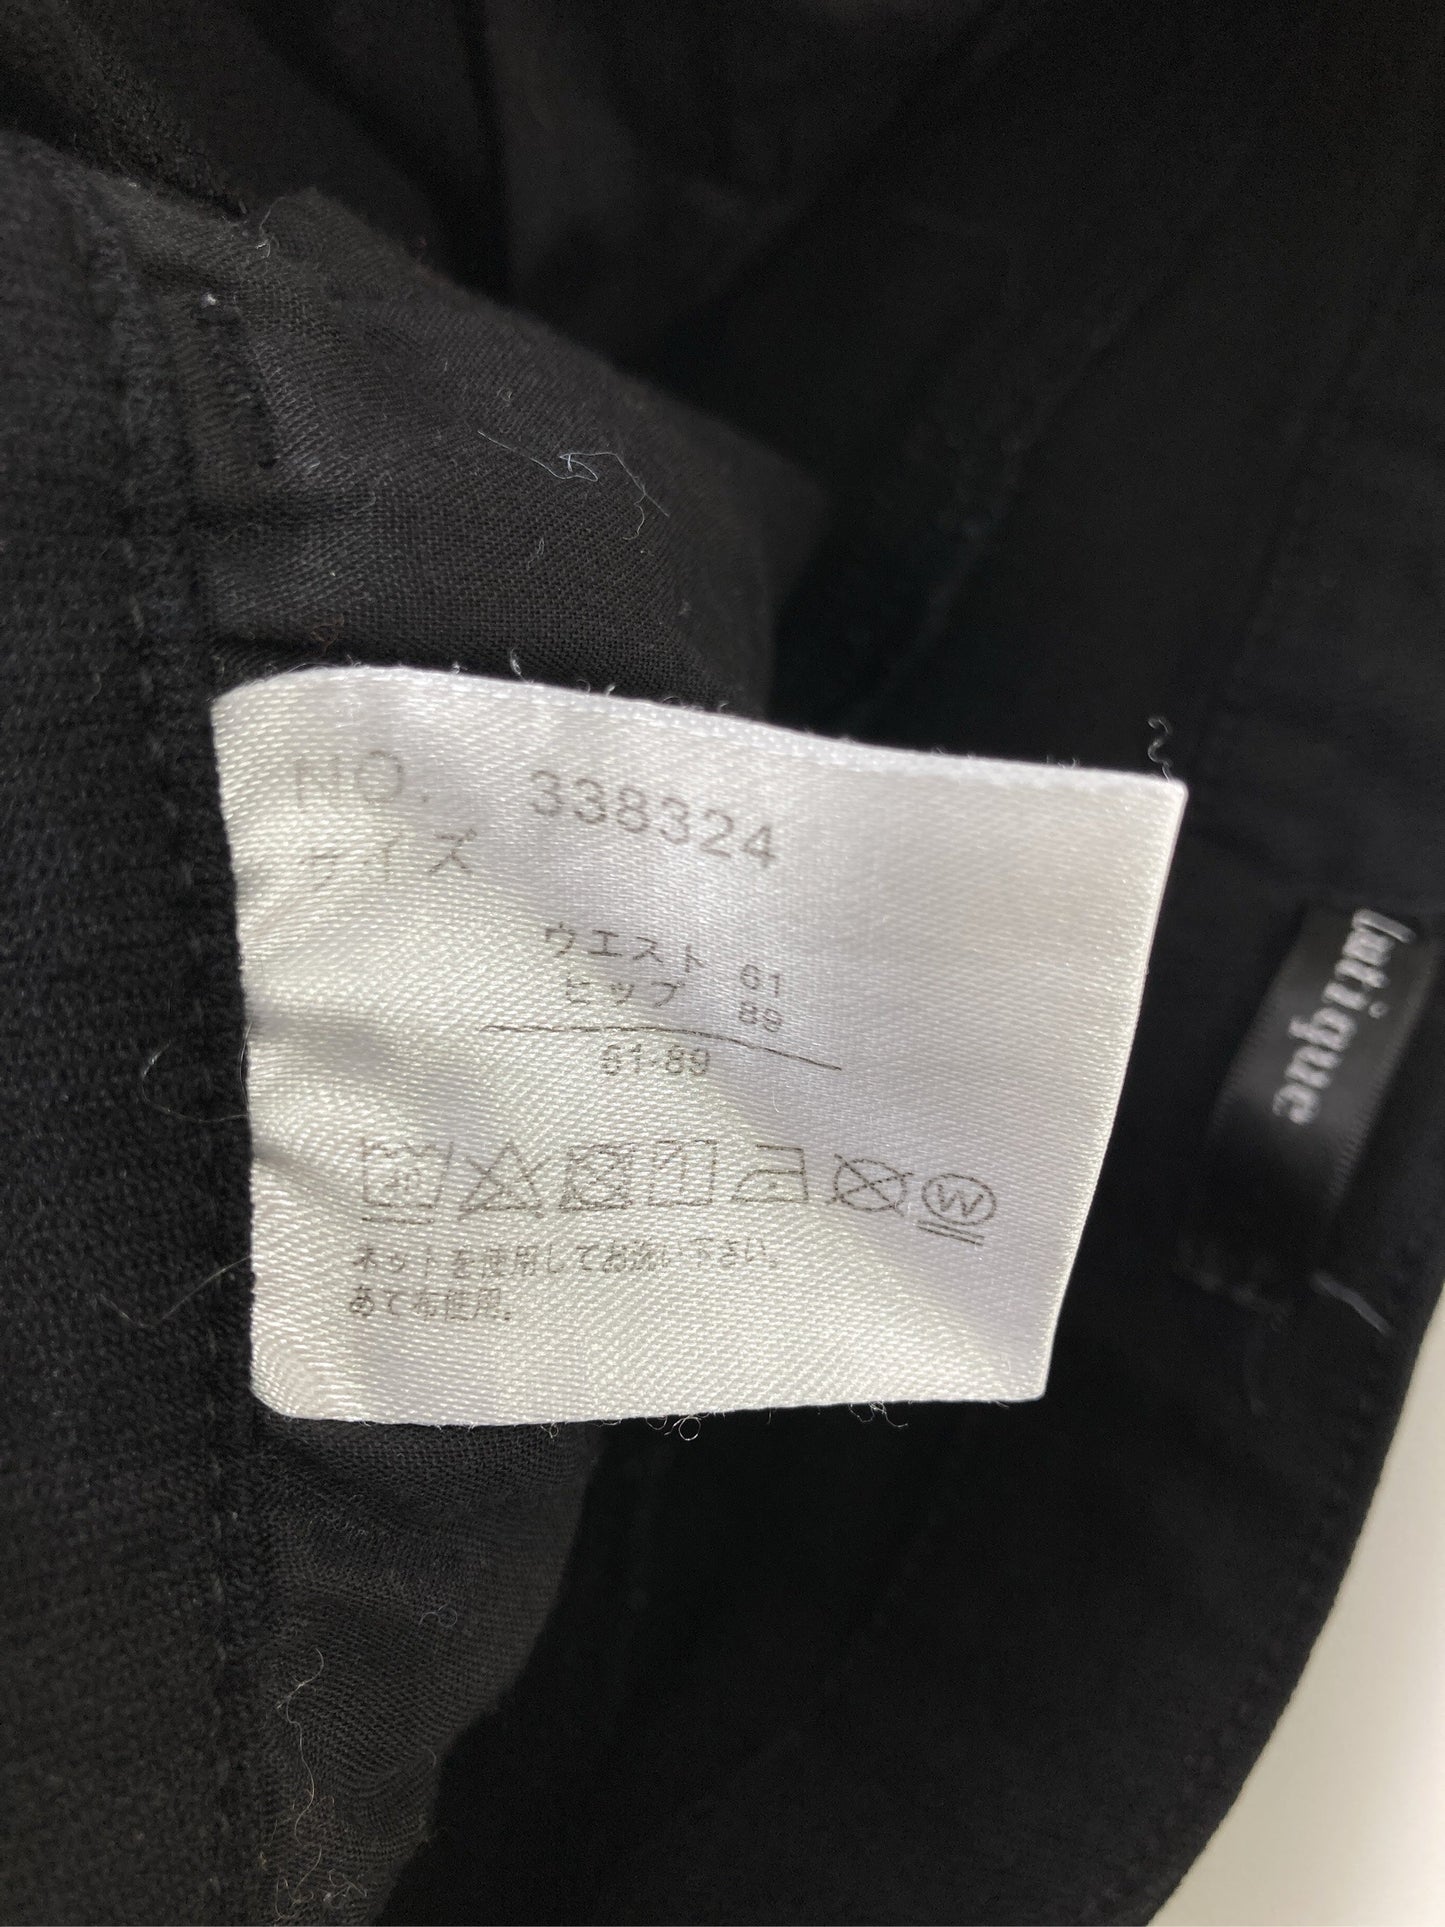 NO. 338324
サイズ
ウエスト 61
ヒップ 89
61-89
30
ネットを使用してお洗い下さい。
あて布使用。